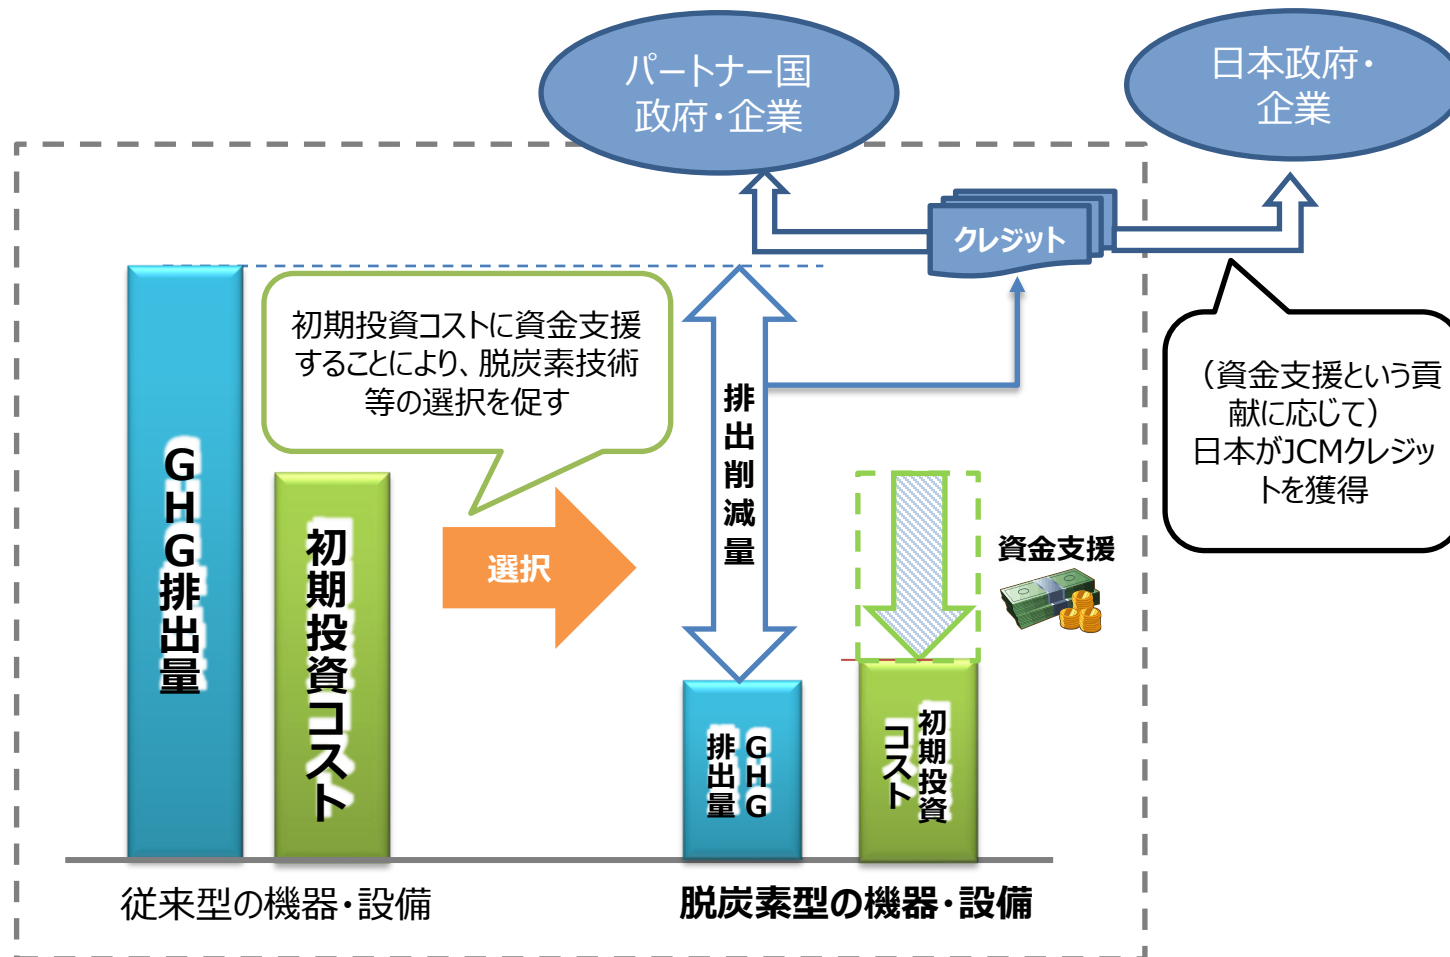 パートナー国
政府・企業
日本政府・
企業
クレジット
初期投資コストに資金支援
することにより、脱炭素技術
等の選択を促す
（資金支援という貢
献に応じて）
日本がJCMクレジッ
トを獲得
GHG排出量
初期投資コスト
選択
排出削減量
資金支援
GHG
排出量
初期投資
コスト
従来型の機器・設備
脱炭素型の機器・設備